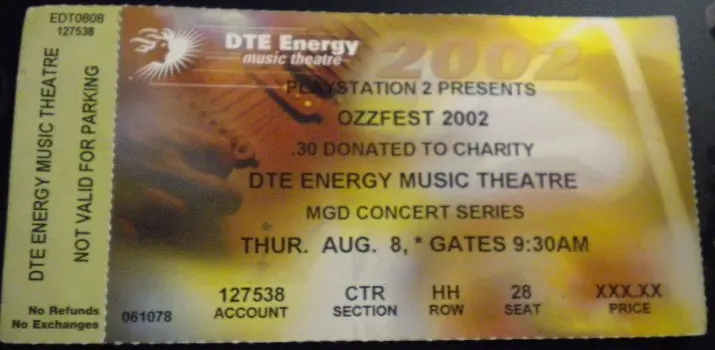 EDT0808
127538
DTE ENERGY MUSIC THEATRE
NOT VALID FOR PARKING
No Refunds
No Exchanges
DTE Energy
music theatre
2002
PLAYSTATION 2 PRESENTS
OZZFEST 2002
.30 DONATED TO CHARITY
DTE ENERGY MUSIC THEATRE
MGD CONCERT SERIES
THUR. AUG. 8, * GATES 9:30AM
061078
127538 CTR HH 28 XXX.XX
ACCOUNT SECTION ROW SEAT PRICE